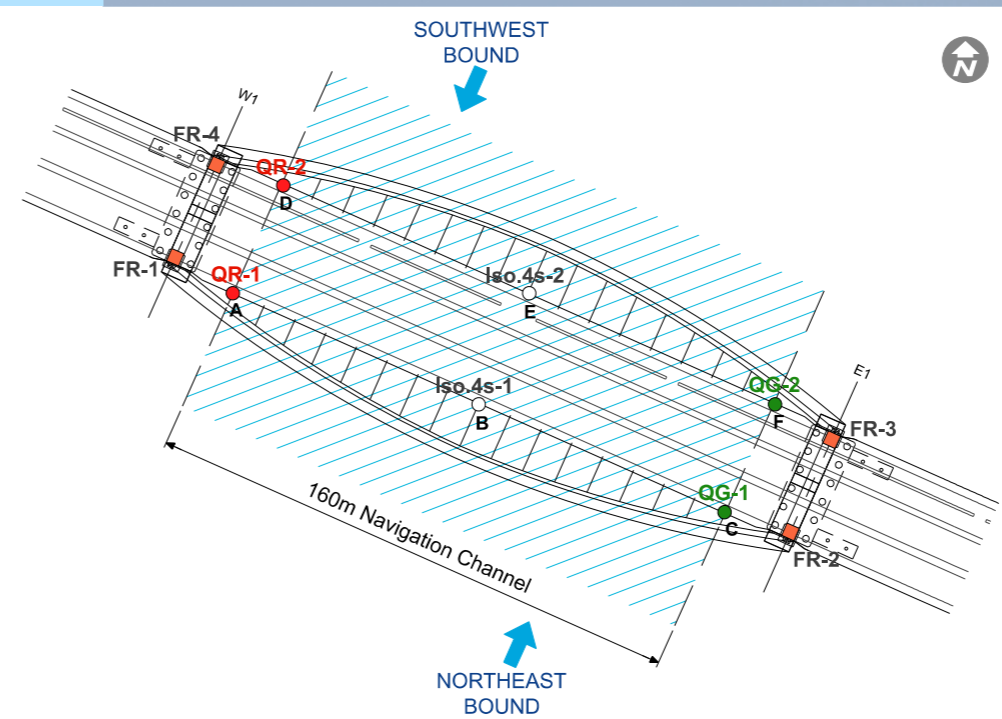 SOUTHWEST
BOUND
N
W1
FR-4
QR-2
D
FR-1
QR-1
A
Iso.4s-2
E
Iso.4s-1
B
QG-2
F
E1
FR-3
QG-1
C
FR-2
160m Navigation Channel
NORTHEAST
BOUND